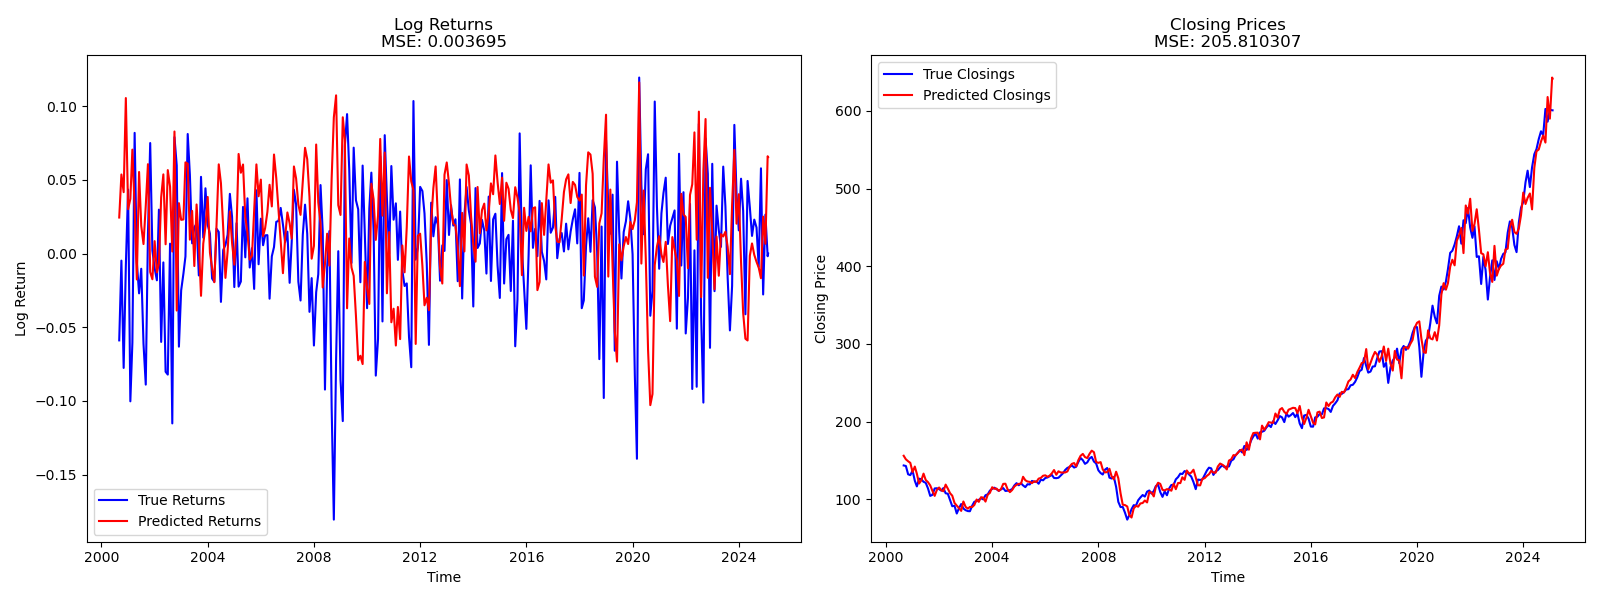 Log Returns
MSE: 0.003695
0.10
0.05
0.00
−0.05
−0.10
−0.15
Log Return
True Returns
Predicted Returns
2000
2004
2008
2012
2016
2020
2024
Time
Closing Prices
MSE: 205.810307
True Closings
Predicted Closings
600
500
400
300
200
100
Closing Price
2000
2004
2008
2012
2016
2020
2024
Time